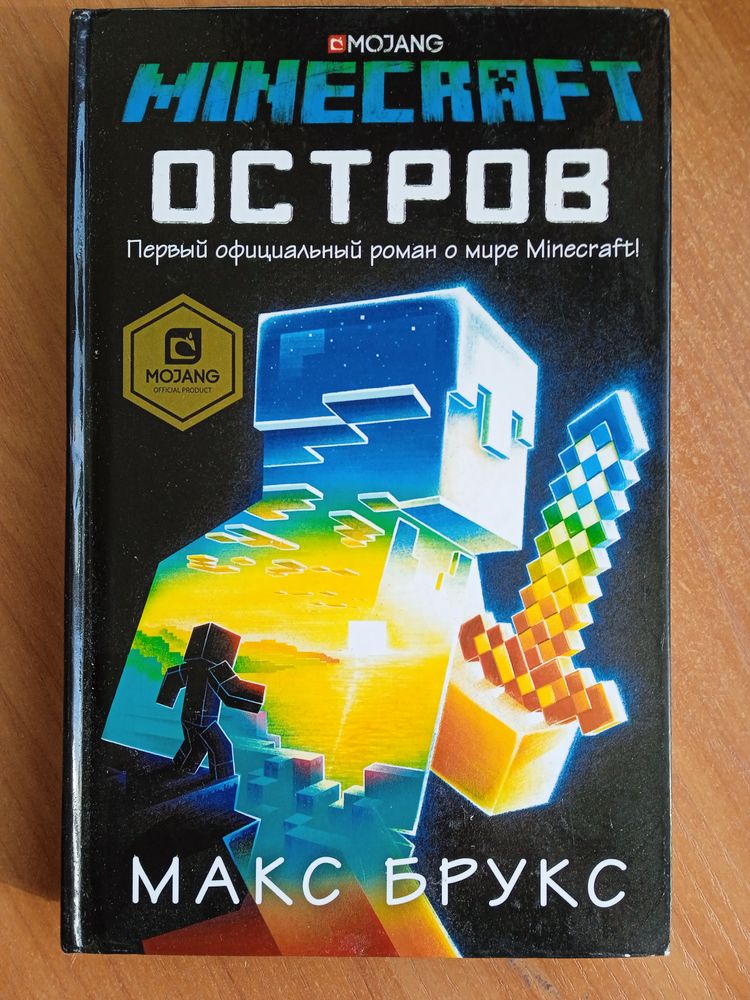 MOJANG
MINECRAFT
ОСТРОВ
Первый официальный роман о мире Minecraft!
MOJANG
OFFICIAL PRODUCT
МАКС БРУКС